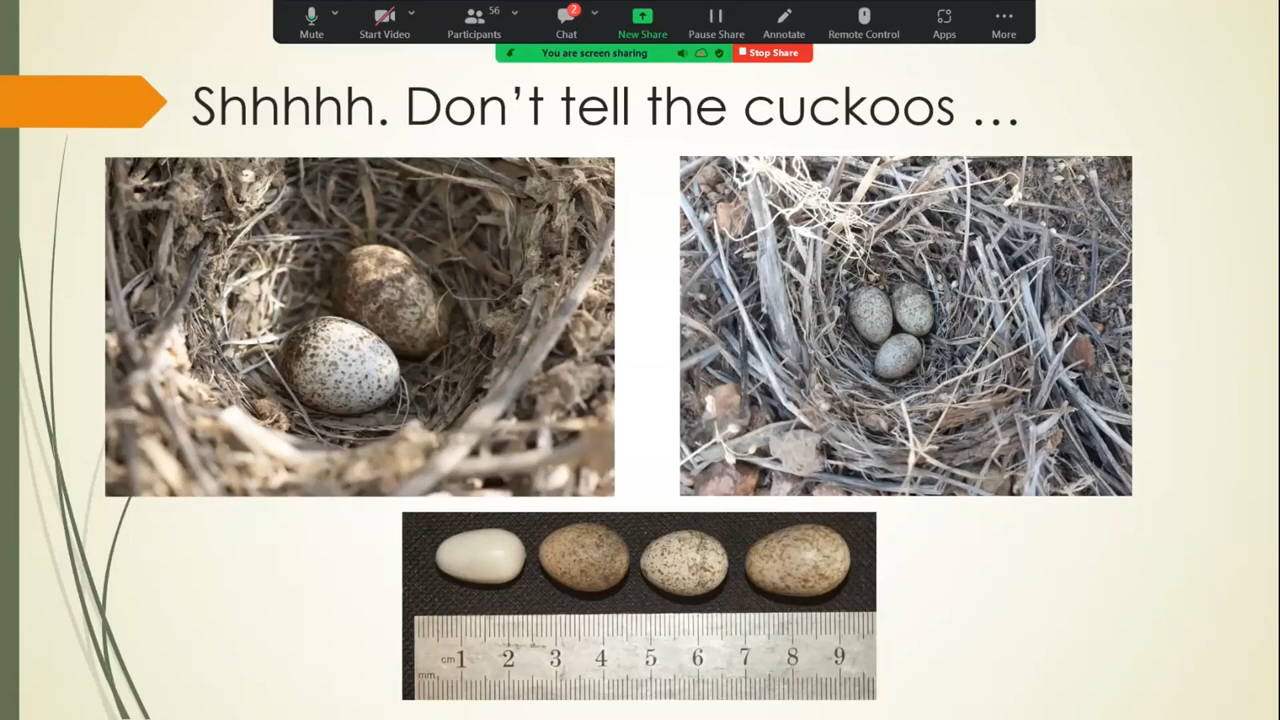 56
2
Mute
Start Video
Participants
Chat
New Share
Pause Share
Annotate
Remote Control
Apps
More
You are screen sharing
Stop Share
Shhhhh. Don’t tell the cuckoos …
cm 1 2 3 4 5 6 7 8 9
mm